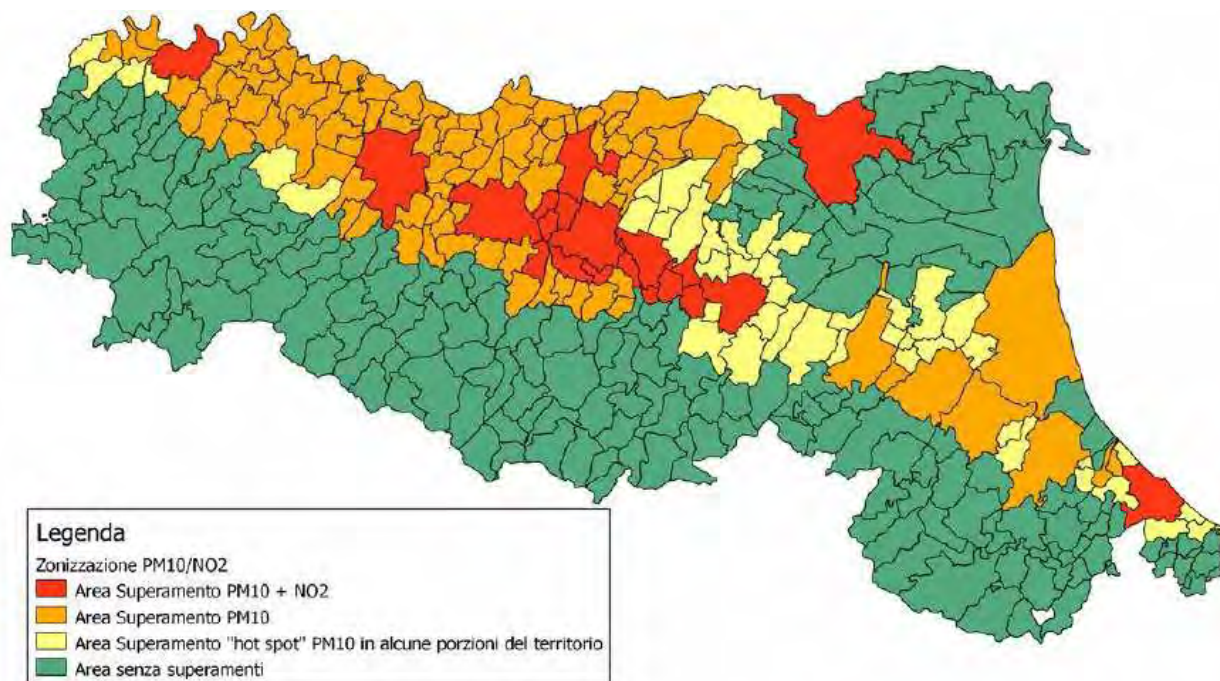 Legenda
Zonizzazione PM10/NO2
Area Superamento PM10 + NO2
Area Superamento PM10
Area Superamento "hot spot" PM10 in alcune porzioni del territorio
Area senza superamenti